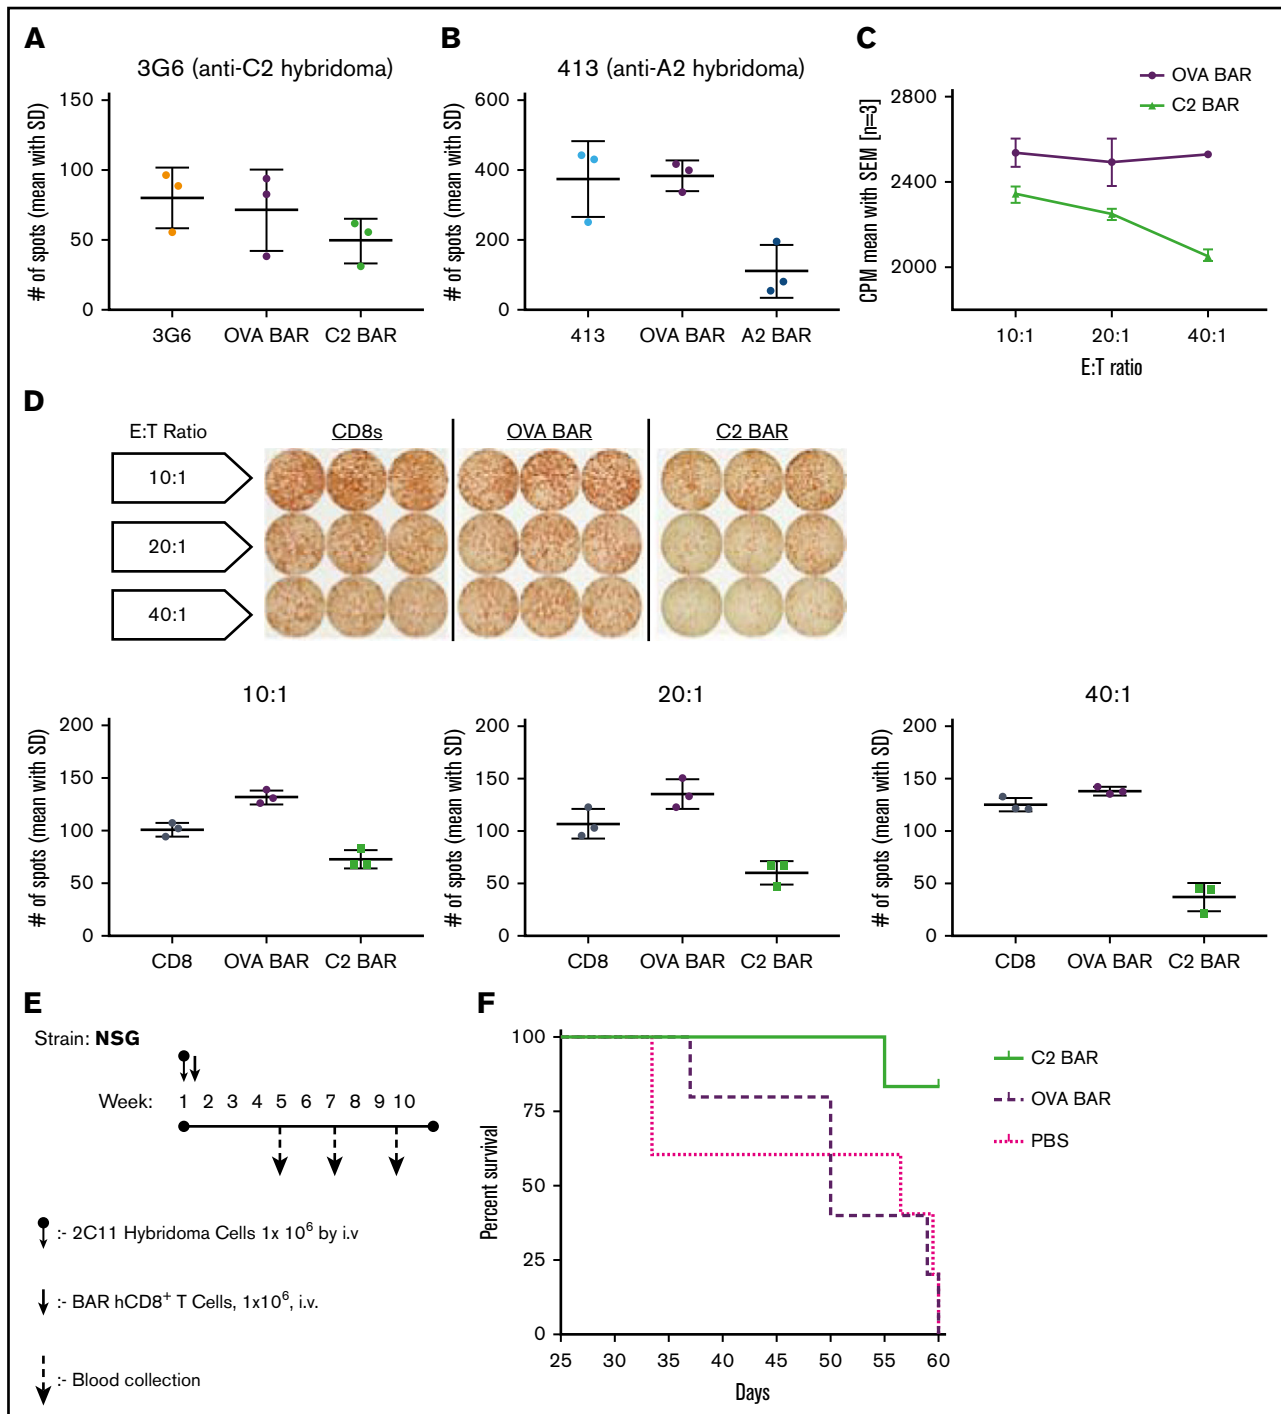 A
3G6 (anti-C2 hybridoma)
# of spots (mean with SD)
150
100
50
0
3G6 OVA BAR C2 BAR
B
413 (anti-A2 hybridoma)
# of spots (mean with SD)
600
400
200
0
413 OVA BAR A2 BAR
C
OVA BAR
C2 BAR
CPM mean with SEM [n=3]
2800
2400
2000
10:1 20:1 40:1
E:T ratio
D
E:T Ratio CD8s OVA BAR C2 BAR
10:1
20:1
40:1
10:1
# of spots (mean with SD)
200
150
100
50
0
CD8 OVA BAR C2 BAR
20:1
# of spots (mean with SD)
200
150
100
50
0
CD8 OVA BAR C2 BAR
40:1
# of spots (mean with SD)
200
150
100
50
0
CD8 OVA BAR C2 BAR
E
Strain: NSG
Week: 1 2 3 4 5 6 7 8 9 10
:- 2C11 Hybridoma Cells 1x 10⁶ by i.v
:- BAR hCD8⁺ T Cells, 1x10⁶, i.v.
:- Blood collection
F
Percent survival
100
75
50
25
0
25 30 35 40 45 50 55 60
Days
C2 BAR
OVA BAR
PBS